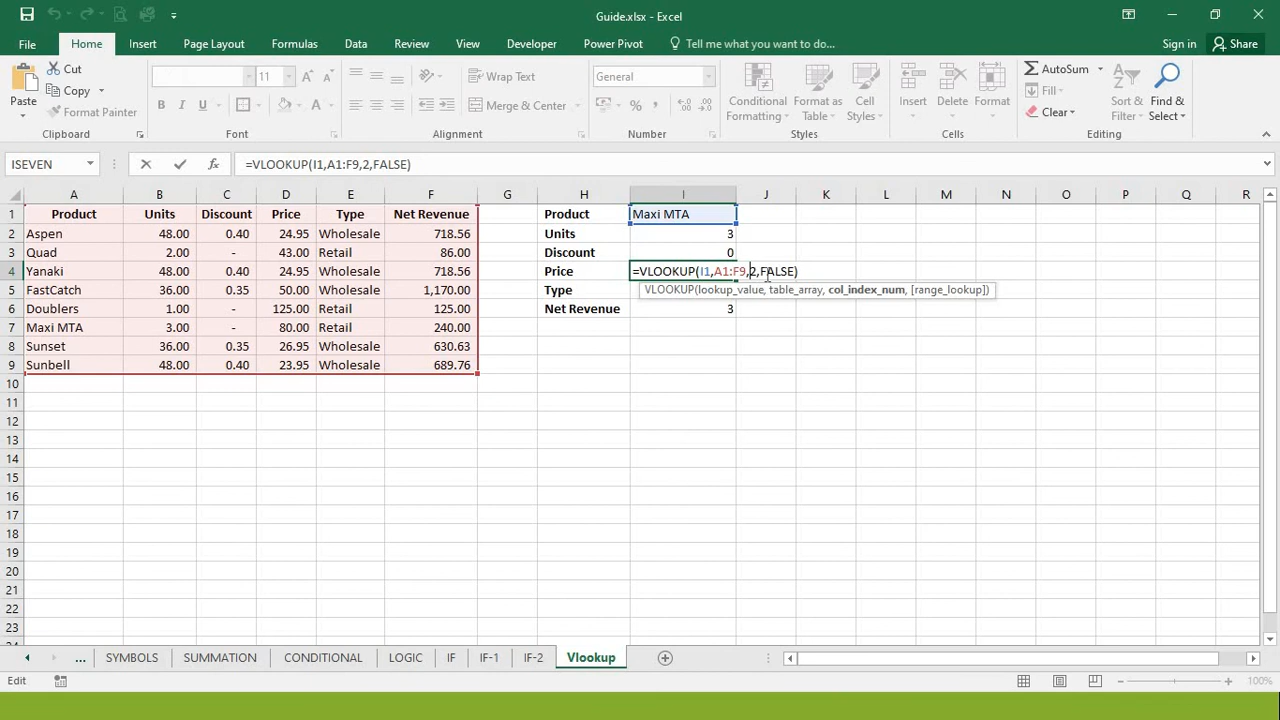 Guide.xlsx - Excel
File Home Insert Page Layout Formulas Data Review View Developer Power Pivot Tell me what you want to do... Sign in Share
Paste
Cut
Copy
Format Painter
Clipboard
11
B I U A A A
Font
Wrap Text
Merge & Center
Alignment
General
%
Number
Conditional Formatting
Format as Table
Cell Styles
Styles
Insert Delete Format
Cells
AutoSum
Fill
Clear
Sort & Filter
Find & Select
Editing
ISEVEN fx =VLOOKUP(I1,A1:F9,2,FALSE)
A B C D E F G H I J K L M N O P Q R
1 Product Units Discount Price Type Net Revenue Product Maxi MTA
2 Aspen 48.00 0.40 24.95 Wholesale 718.56 Units 3
3 Quad 2.00 - 43.00 Retail 86.00 Discount 0
4 Yanaki 48.00 0.40 24.95 Wholesale 718.56 Price =VLOOKUP(I1,A1:F9,2,FALSE)
5 FastCatch 36.00 0.35 50.00 Wholesale 1,170.00 Type VLOOKUP(lookup_value, table_array, col_index_num, [range_lookup])
6 Doublers 1.00 - 125.00 Retail 125.00 Net Revenue 3
7 Maxi MTA 3.00 - 80.00 Retail 240.00
8 Sunset 36.00 0.35 26.95 Wholesale 630.63
9 Sunbell 48.00 0.40 23.95 Wholesale 689.76
10
11
12
13
14
15
16
17
18
19
20
21
22
23
... SYMBOLS SUMMATION CONDITIONAL LOGIC IF IF-1 IF-2 Vlookup
Edit 100%